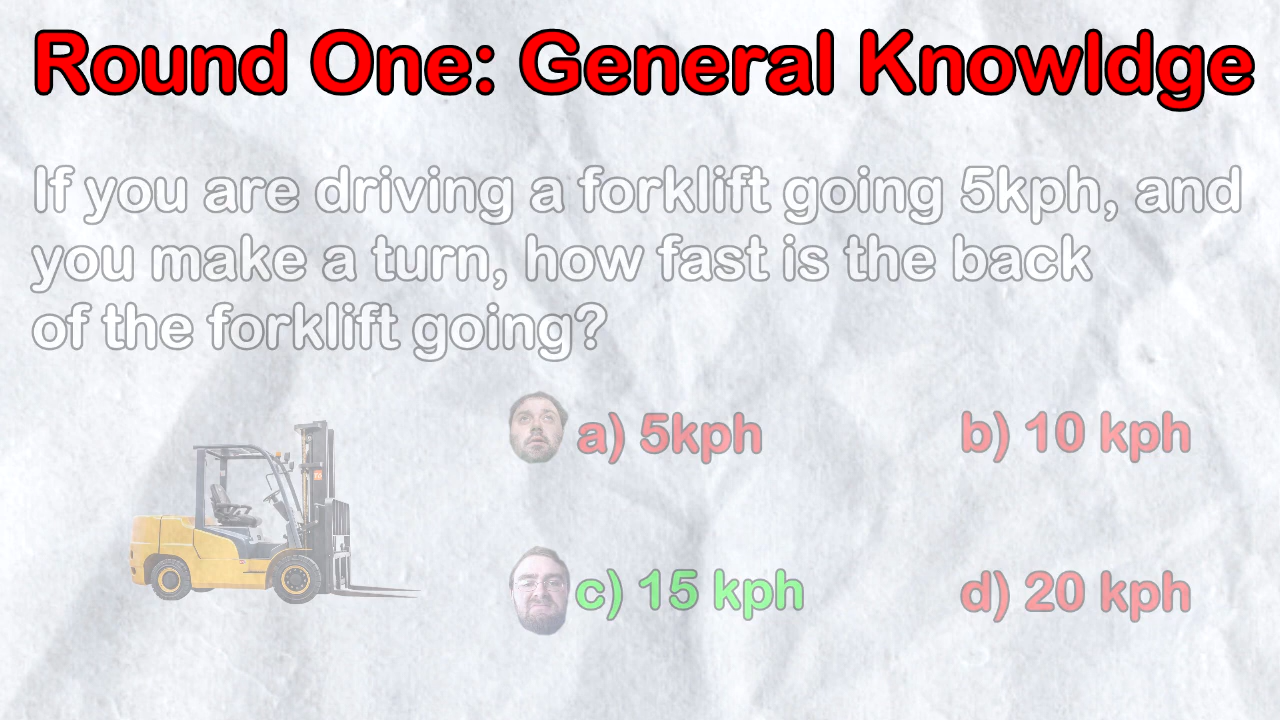 Round One: General Knowldge
If you are driving a forklift going 5kph, and
you make a turn, how fast is the back
of the forklift going?
a) 5kph
b) 10 kph
c) 15 kph
d) 20 kph